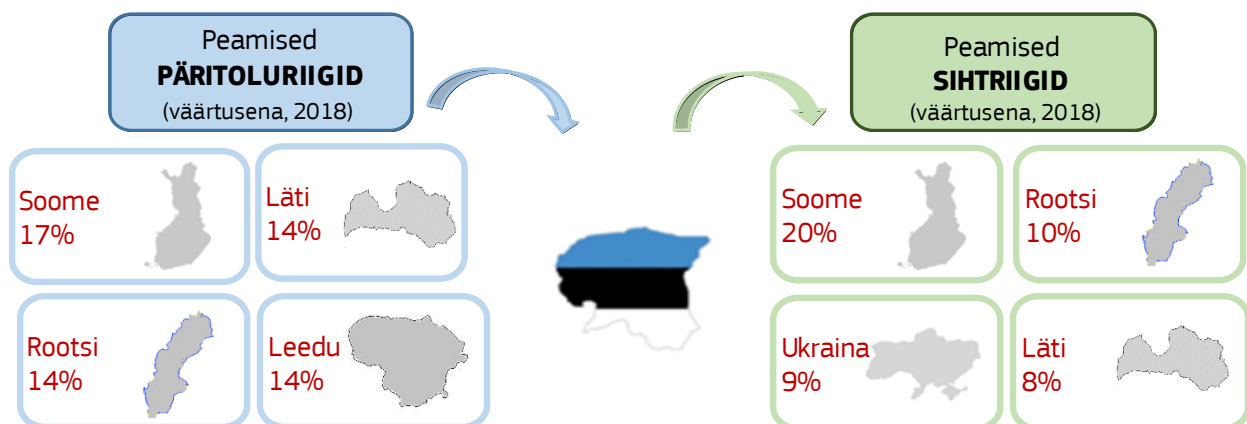 Peamised
PÄRITOLURIIGID
(väärtusena, 2018)
Soome
17%
Läti
14%
Rootsi
14%
Leedu
14%
Peamised
SIHTRIIGID
(väärtusena, 2018)
Soome
20%
Rootsi
10%
Ukraina
9%
Läti
8%